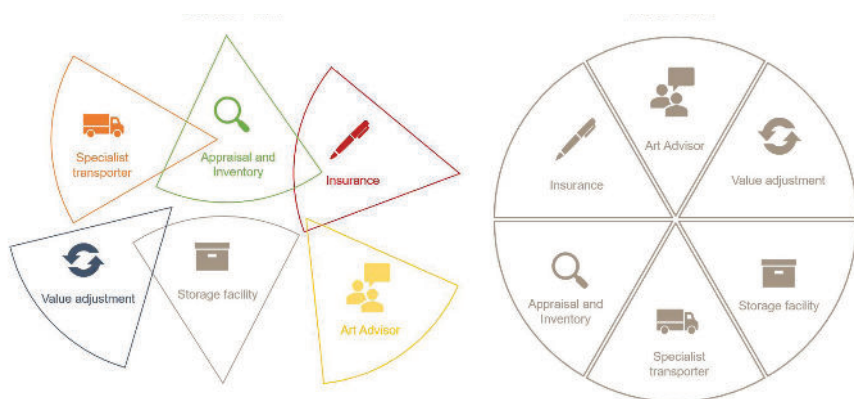 Specialist
transporter
Appraisal and
Inventory
Insurance
Value adjustment
Storage facility
Art Advisor
Art Advisor
Insurance
Value adjustment
Appraisal and
Inventory
Storage facility
Specialist
transporter